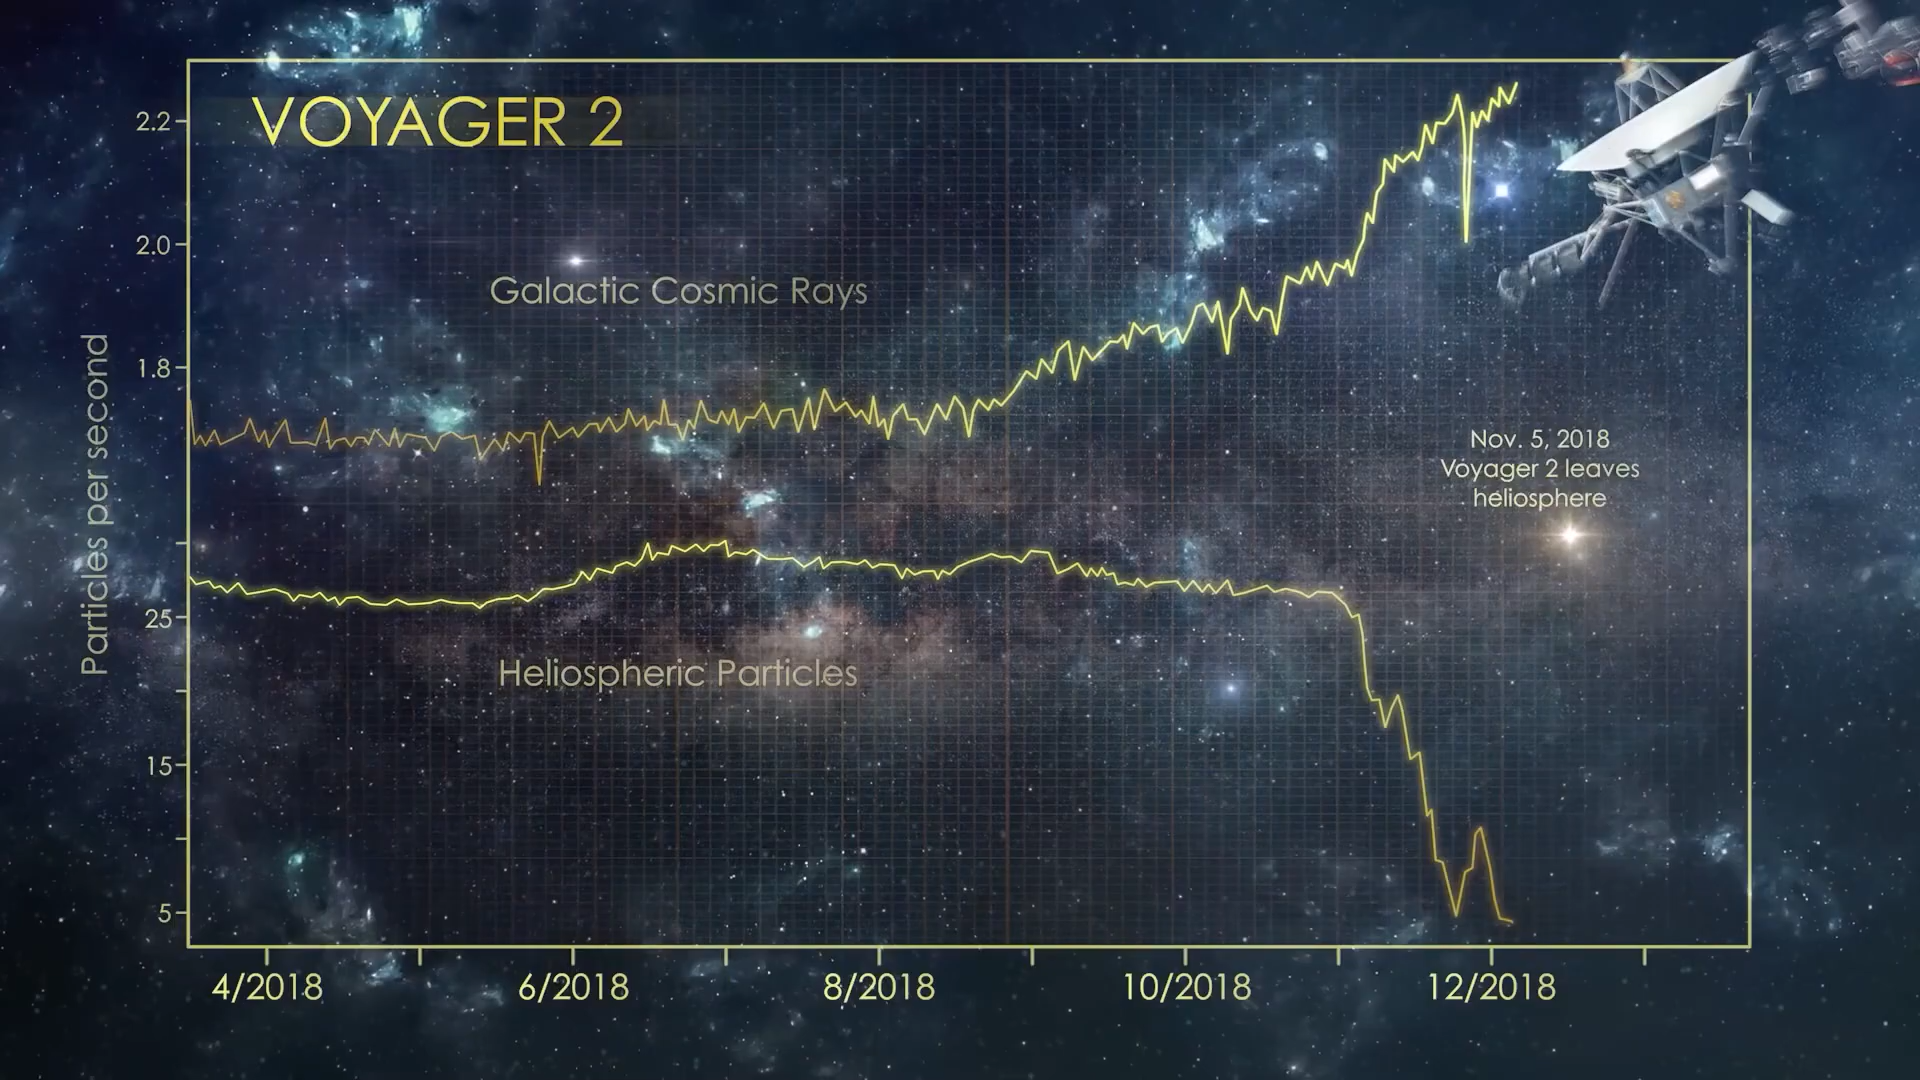 VOYAGER 2
2.2
2.0
Galactic Cosmic Rays
1.8
Particles per second
Nov. 5, 2018
Voyager 2 leaves
heliosphere
25
Heliospheric Particles
15
5
4/2018 6/2018 8/2018 10/2018 12/2018